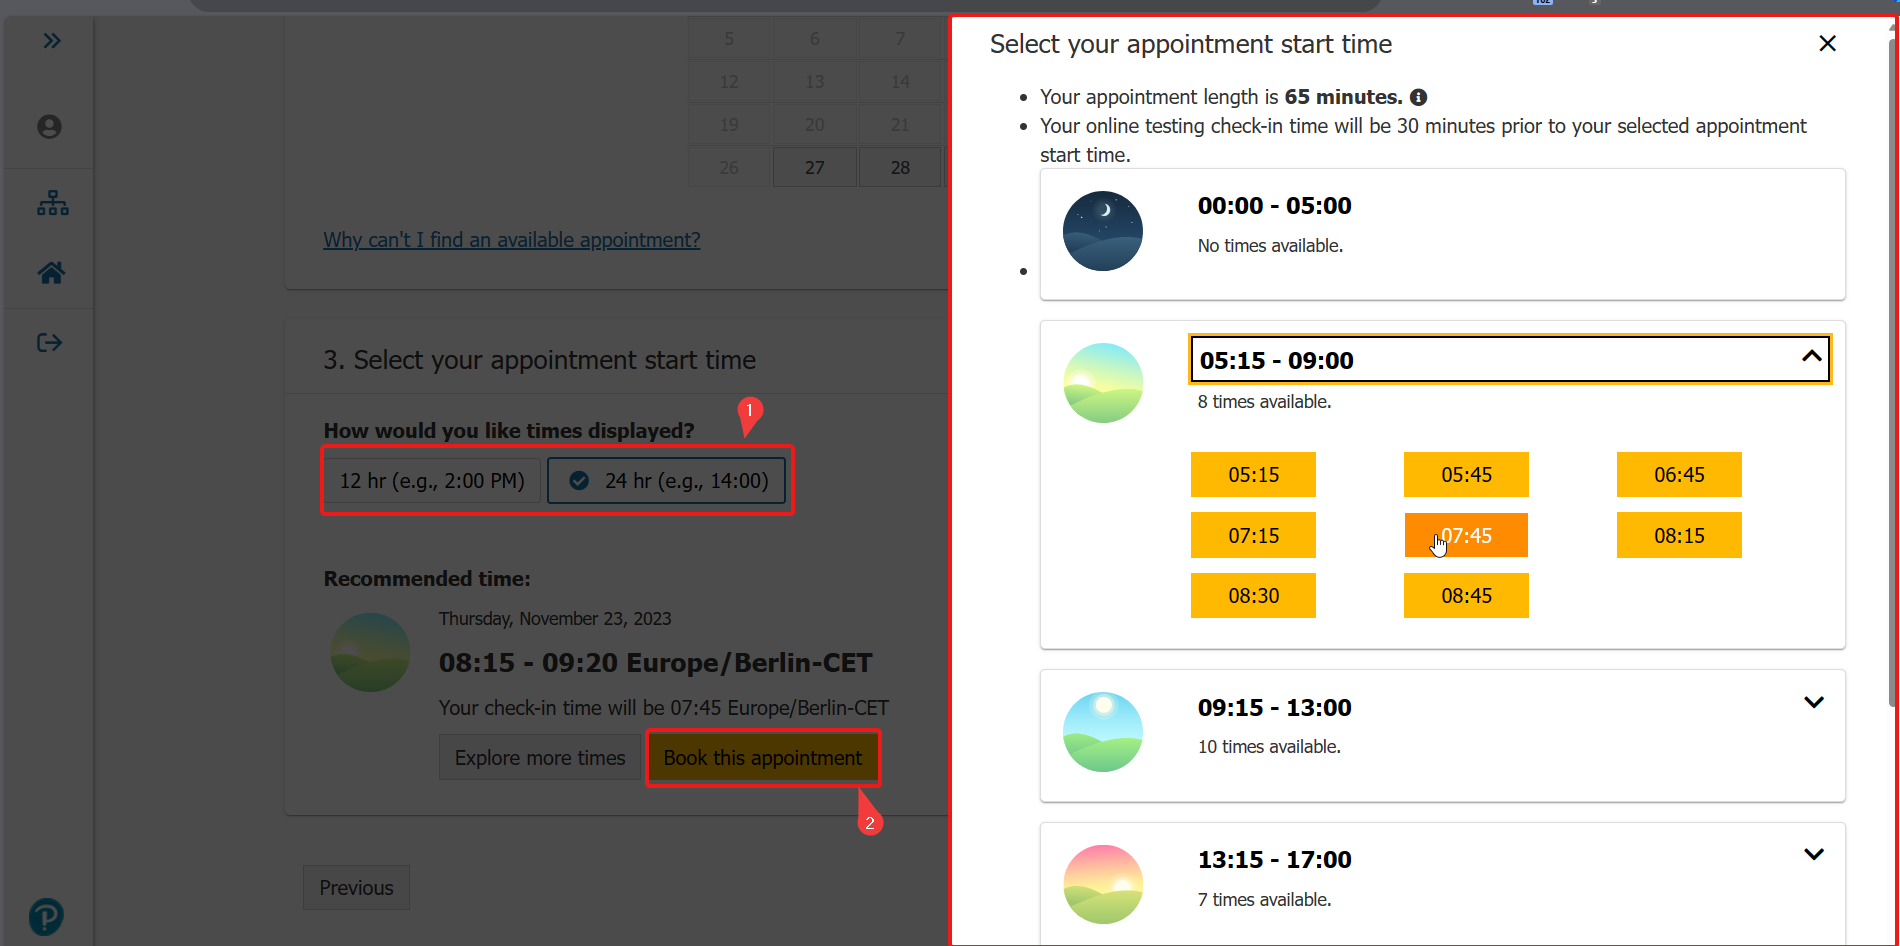 5 6 7
12 13 14
19 20 21
26 27 28
Why can't I find an available appointment?
3. Select your appointment start time
1
How would you like times displayed?
12 hr (e.g., 2:00 PM) 24 hr (e.g., 14:00)
Recommended time:
Thursday, November 23, 2023
08:15 - 09:20 Europe/Berlin-CET
Your check-in time will be 07:45 Europe/Berlin-CET
Explore more times Book this appointment
2
Previous
Select your appointment start time
• Your appointment length is 65 minutes.
• Your online testing check-in time will be 30 minutes prior to your selected appointment
start time.
00:00 - 05:00
No times available.
05:15 - 09:00
8 times available.
05:15 05:45 06:45
07:15 07:45 08:15
08:30 08:45
09:15 - 13:00
10 times available.
13:15 - 17:00
7 times available.